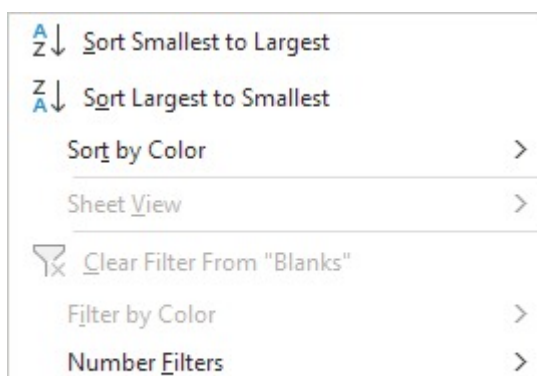 A
Z
Sort Smallest to Largest
Z
A
Sort Largest to Smallest
Sort by Color
Sheet View
Clear Filter From "Blanks"
Filter by Color
Number Filters